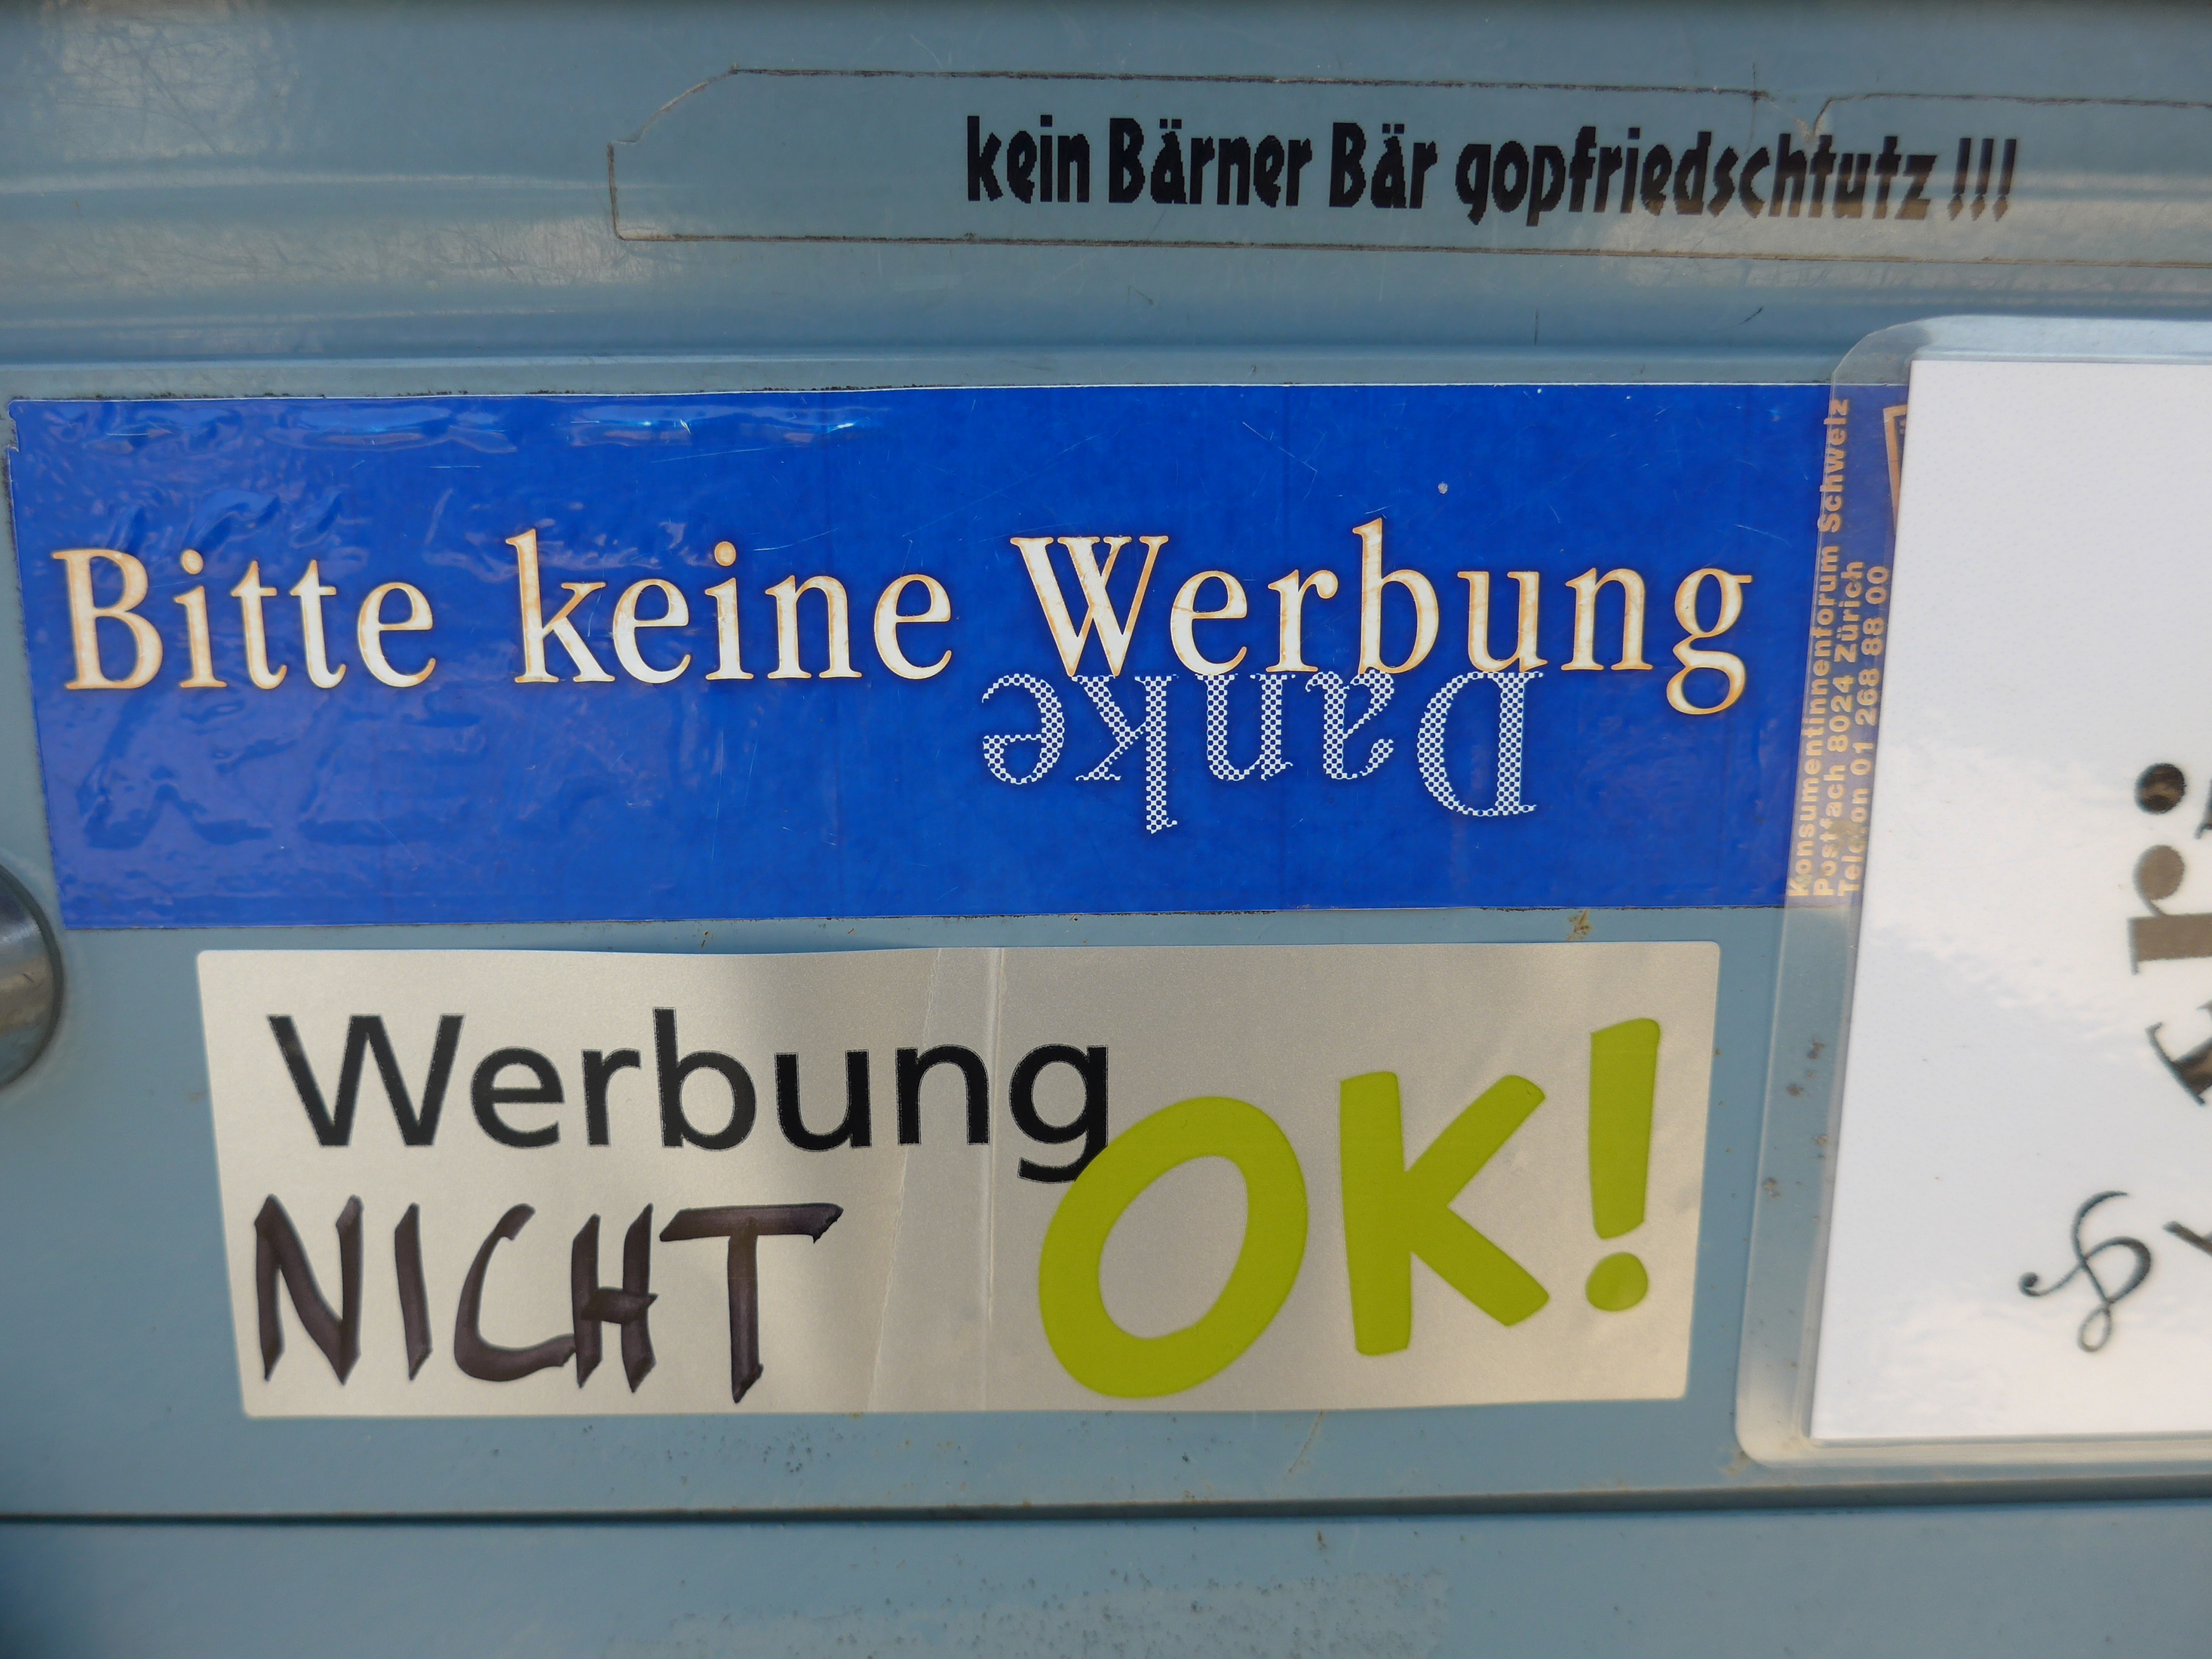 kein Bärner Bär gopfriedschtutz !!!
Bitte keine Werbung
Danke
Konsumentinnenforum Schweiz
Postfach 8024 Zürich
Telefon 01 268 88 00
Werbung
NICHT OK!